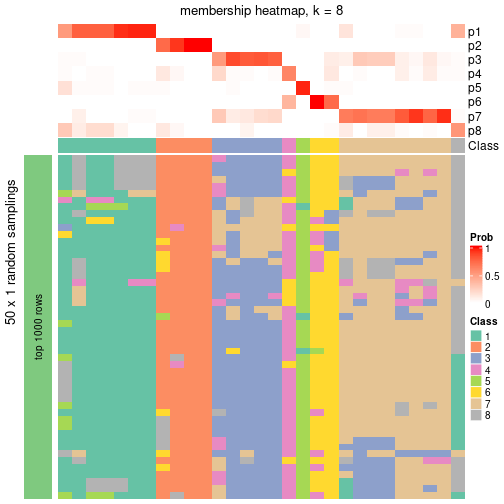 membership heatmap, k = 8
p1
p2
p3
p4
p5
p6
p7
p8
Class
50 x 1 random samplings
top 1000 rows
Prob
1
0.5
0
Class
1
2
3
4
5
6
7
8